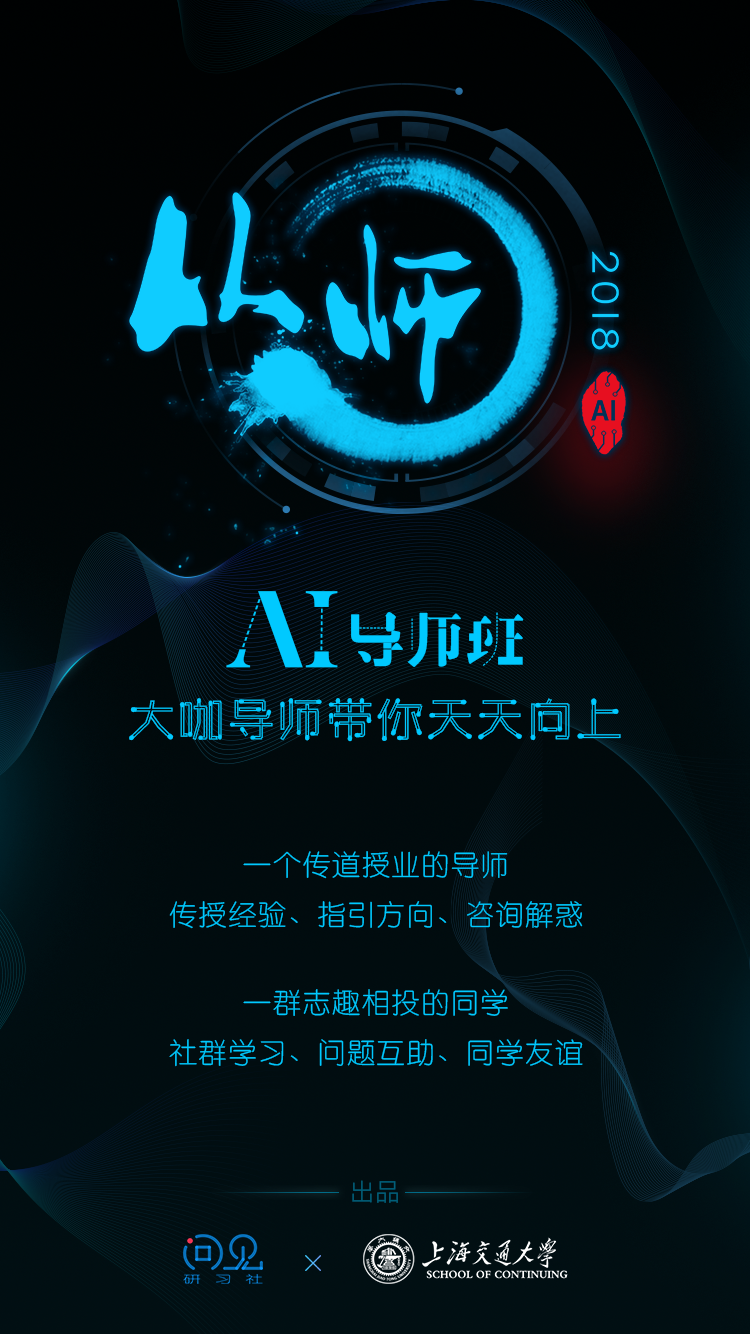 从师
2018
AI
AI导师班
大咖导师带你天天向上
一个传道授业的导师
传授经验、指引方向、咨询解惑
一群志趣相投的同学
社群学习、问题互助、同学友谊
出品
问见
研习社
×
上海交通大学
SCHOOL OF CONTINUING